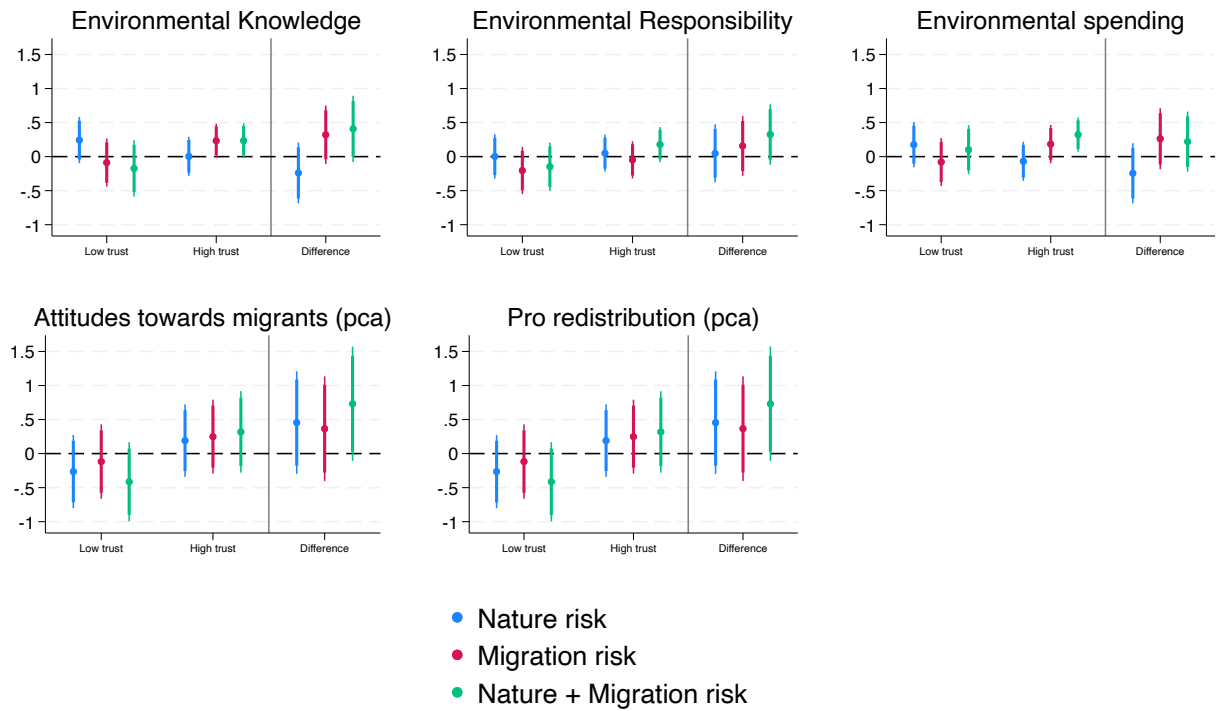 Environmental Knowledge
1.5
1
.5
0
-.5
-1
Low trust
High trust
Difference
Environmental Responsibility
1.5
1
.5
0
-.5
-1
Low trust
High trust
Difference
Environmental spending
1.5
1
.5
0
-.5
-1
Low trust
High trust
Difference
Attitudes towards migrants (pca)
1.5
1
.5
0
-.5
-1
Low trust
High trust
Difference
Pro redistribution (pca)
1.5
1
.5
0
-.5
-1
Low trust
High trust
Difference
Nature risk
Migration risk
Nature + Migration risk